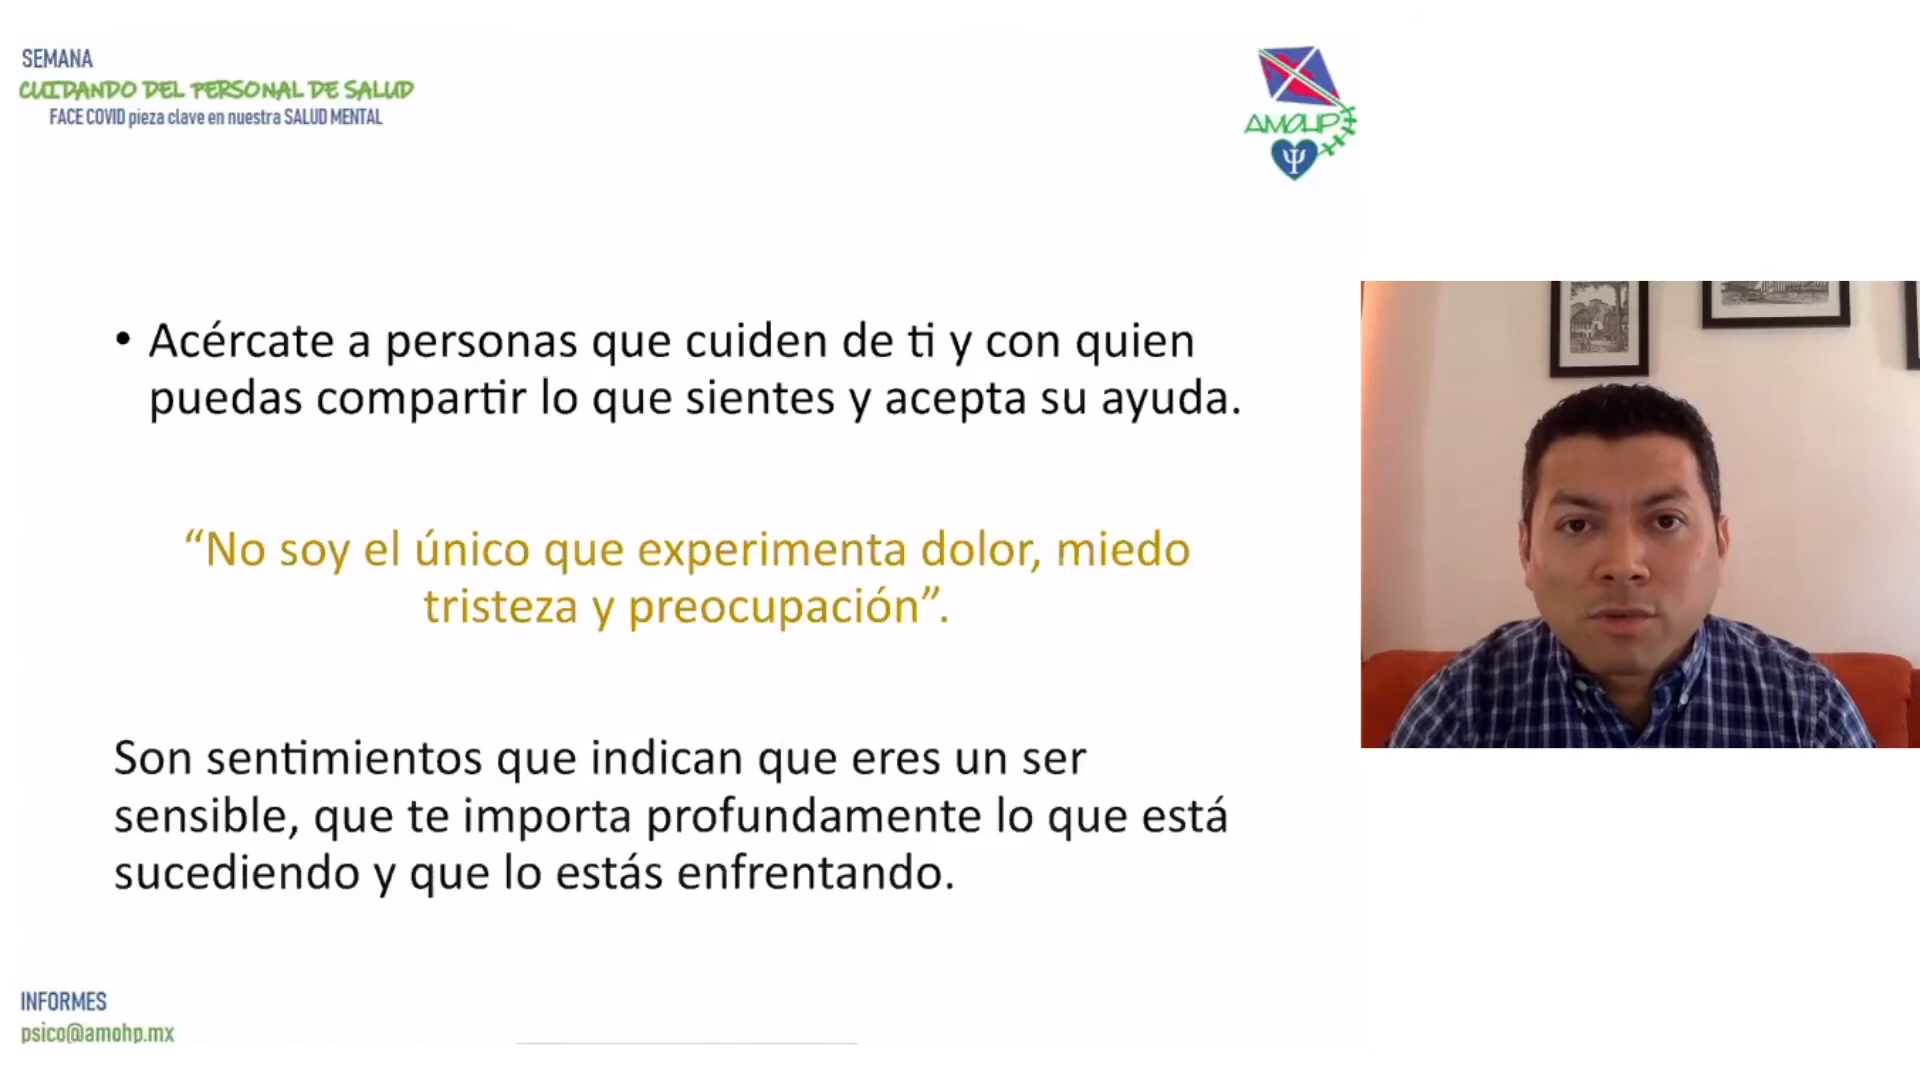 SEMANA
CUIDANDO DEL PERSONAL DE SALUD
FACE COVID pieza clave en nuestra SALUD MENTAL
AMOHP
Ψ
• Acércate a personas que cuiden de ti y con quien
puedas compartir lo que sientes y acepta su ayuda.
“No soy el único que experimenta dolor, miedo
tristeza y preocupación”.
Son sentimientos que indican que eres un ser
sensible, que te importa profundamente lo que está
sucediendo y que lo estás enfrentando.
INFORMES
psico@amohp.mx